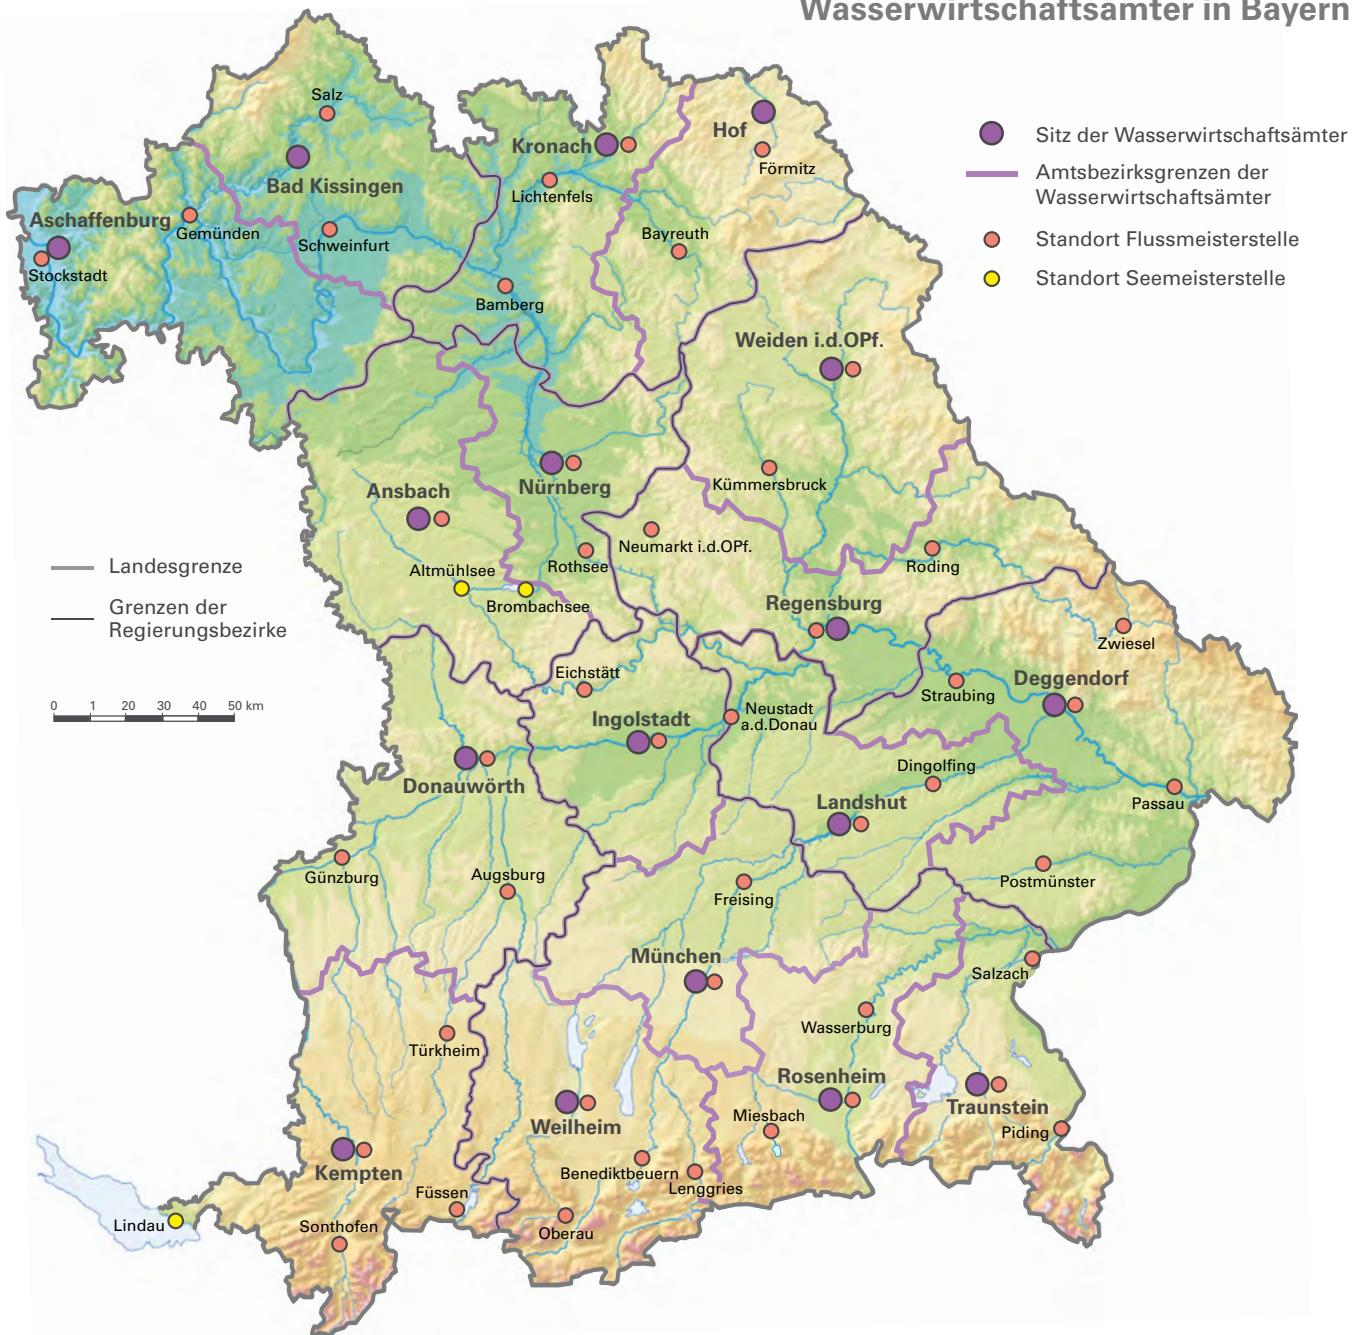 Wasserwirtschaftsämter in Bayern
Sitz der Wasserwirtschaftsämter
Amtsbezirksgrenzen der
Wasserwirtschaftsämter
Standort Flussmeisterstelle
Standort Seemeisterstelle
Salz
Bad Kissingen
Kronach
Hof
Förmitz
Lichtenfels
Aschaffenburg
Gemünden
Schweinfurt
Bayreuth
Stockstadt
Bamberg
Weiden i.d.OPf.
Kümmersbruck
Ansbach
Nürnberg
Neumarkt i.d.OPf.
Rothsee
Roding
Altmühlsee
Brombachsee
Landesgrenze
Grenzen der
Regierungsbezirke
0 1 20 30 40 50 km
Regensburg
Zwiesel
Eichstätt
Straubing
Deggendorf
Ingolstadt
Neustadt
a.d.Donau
Donauwörth
Dingolfing
Landshut
Passau
Günzburg
Augsburg
Freising
Postmünster
München
Salzach
Türkheim
Wasserburg
Rosenheim
Weilheim
Miesbach
Traunstein
Piding
Kempten
Benediktbeuern
Lenggries
Füssen
Lindau
Sonthofen
Oberau